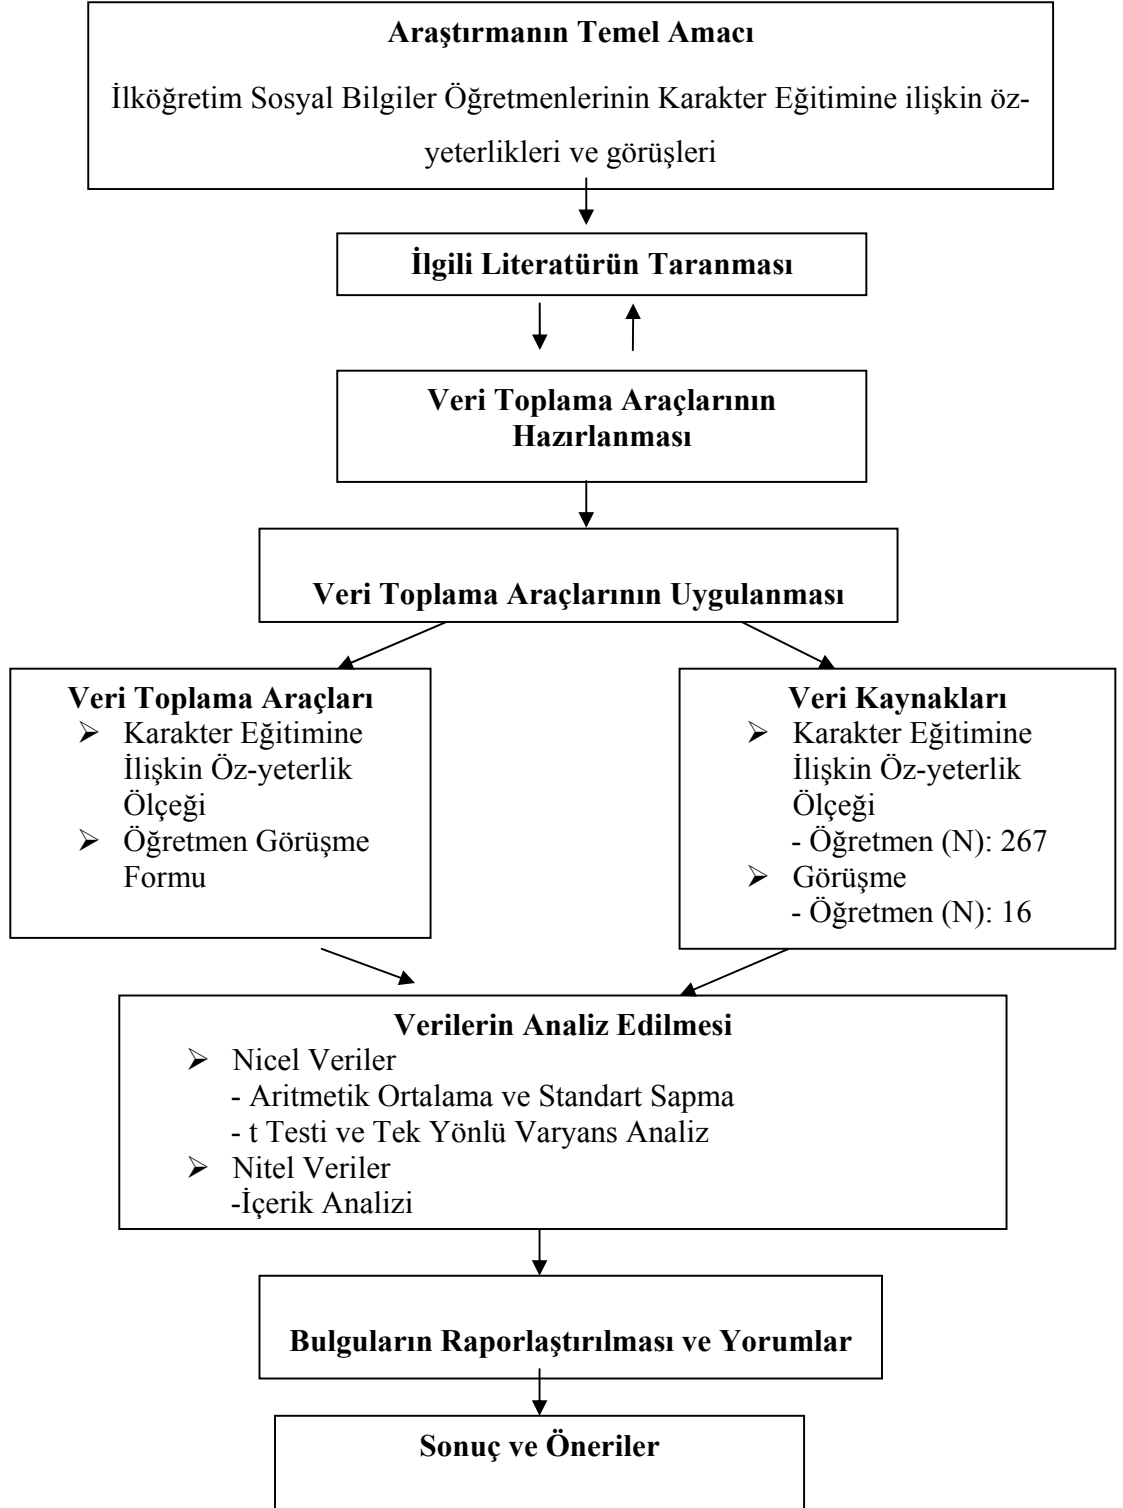 Araştırmanın Temel Amacı
İlköğretim Sosyal Bilgiler Öğretmenlerinin Karakter Eğitimine ilişkin öz-
yeterlikleri ve görüşleri
İlgili Literatürün Taranması
Veri Toplama Araçlarının
Hazırlanması
Veri Toplama Araçlarının Uygulanması
Veri Toplama Araçları
➢ Karakter Eğitimine
İlişkin Öz-yeterlik
Ölçeği
➢ Öğretmen Görüşme
Formu
Veri Kaynakları
➢ Karakter Eğitimine
İlişkin Öz-yeterlik
Ölçeği
- Öğretmen (N): 267
➢ Görüşme
- Öğretmen (N): 16
Verilerin Analiz Edilmesi
➢ Nicel Veriler
- Aritmetik Ortalama ve Standart Sapma
- t Testi ve Tek Yönlü Varyans Analiz
➢ Nitel Veriler
-İçerik Analizi
Bulguların Raporlaştırılması ve Yorumlar
Sonuç ve Öneriler